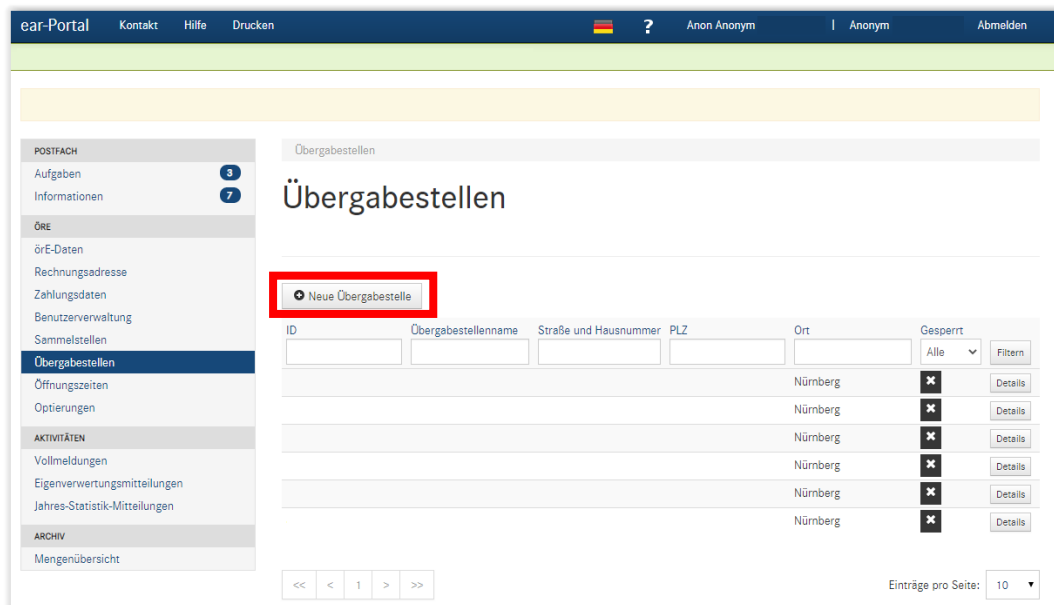 ear-Portal Kontakt Hilfe Drucken ? Anon Anonym | Anonym Abmelden
POSTFACH
Aufgaben 3
Informationen 7
ÖRE
örE-Daten
Rechnungsadresse
Zahlungsdaten
Benutzerverwaltung
Sammelstellen
Übergabestellen
Öffnungszeiten
Optierungen
AKTIVITÄTEN
Vollmeldungen
Eigenverwertungsmitteilungen
Jahres-Statistik-Mitteilungen
ARCHIV
Mengenübersicht
Übergabestellen
Übergabestellen
Neue Übergabestelle
ID Übergabestellenname Straße und Hausnummer PLZ Ort Gesperrt
Alle Filtern
Nürnberg Details
Nürnberg Details
Nürnberg Details
Nürnberg Details
Nürnberg Details
Nürnberg Details
<< < 1 > >> Einträge pro Seite: 10